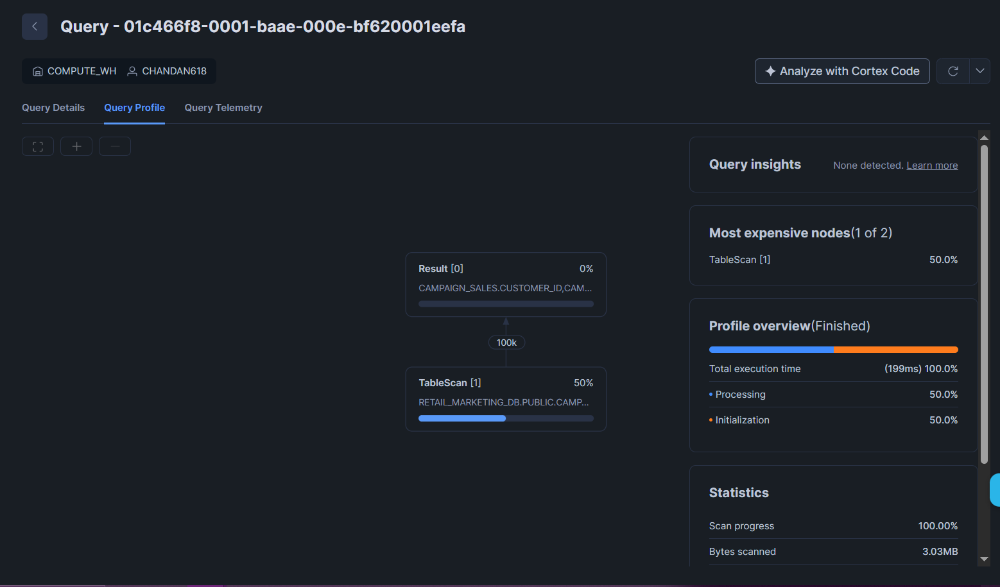 Query - 01c466f8-0001-baae-000e-bf620001eefa
COMPUTE_WH CHANDAN618
Analyze with Cortex Code
Query Details Query Profile Query Telemetry
Query insights None detected. Learn more
Most expensive nodes(1 of 2)
TableScan [1] 50.0%
Result [0] 0%
CAMPAIGN_SALES.CUSTOMER_ID,CAM...
100k
TableScan [1] 50%
RETAIL_MARKETING_DB.PUBLIC.CAMP...
Profile overview(Finished)
Total execution time (199ms) 100.0%
Processing 50.0%
Initialization 50.0%
Statistics
Scan progress 100.00%
Bytes scanned 3.03MB